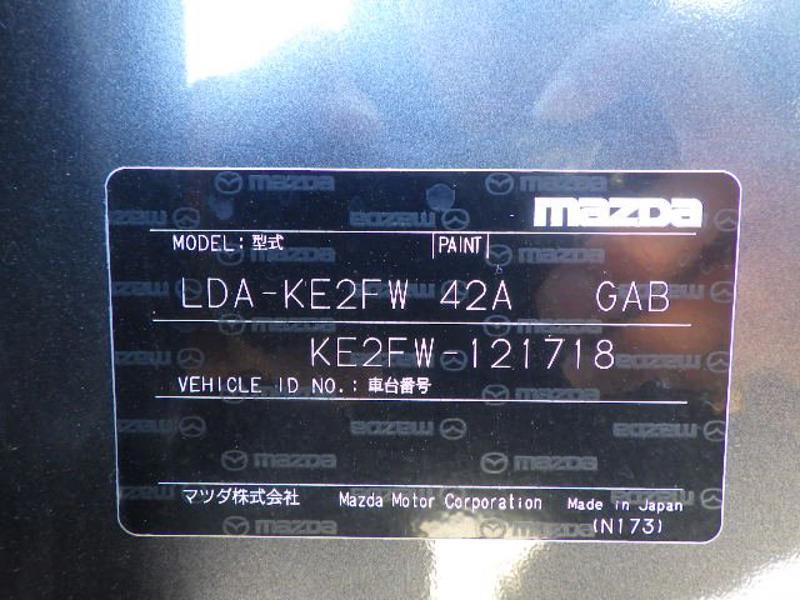 mazda
MODEL: 型式 PAINT
LDA-KE2FW 42A GAB
KE2FW-121718
VEHICLE ID NO.: 車台番号
マツダ株式会社 Mazda Motor Corporation Made in Japan
(N173)